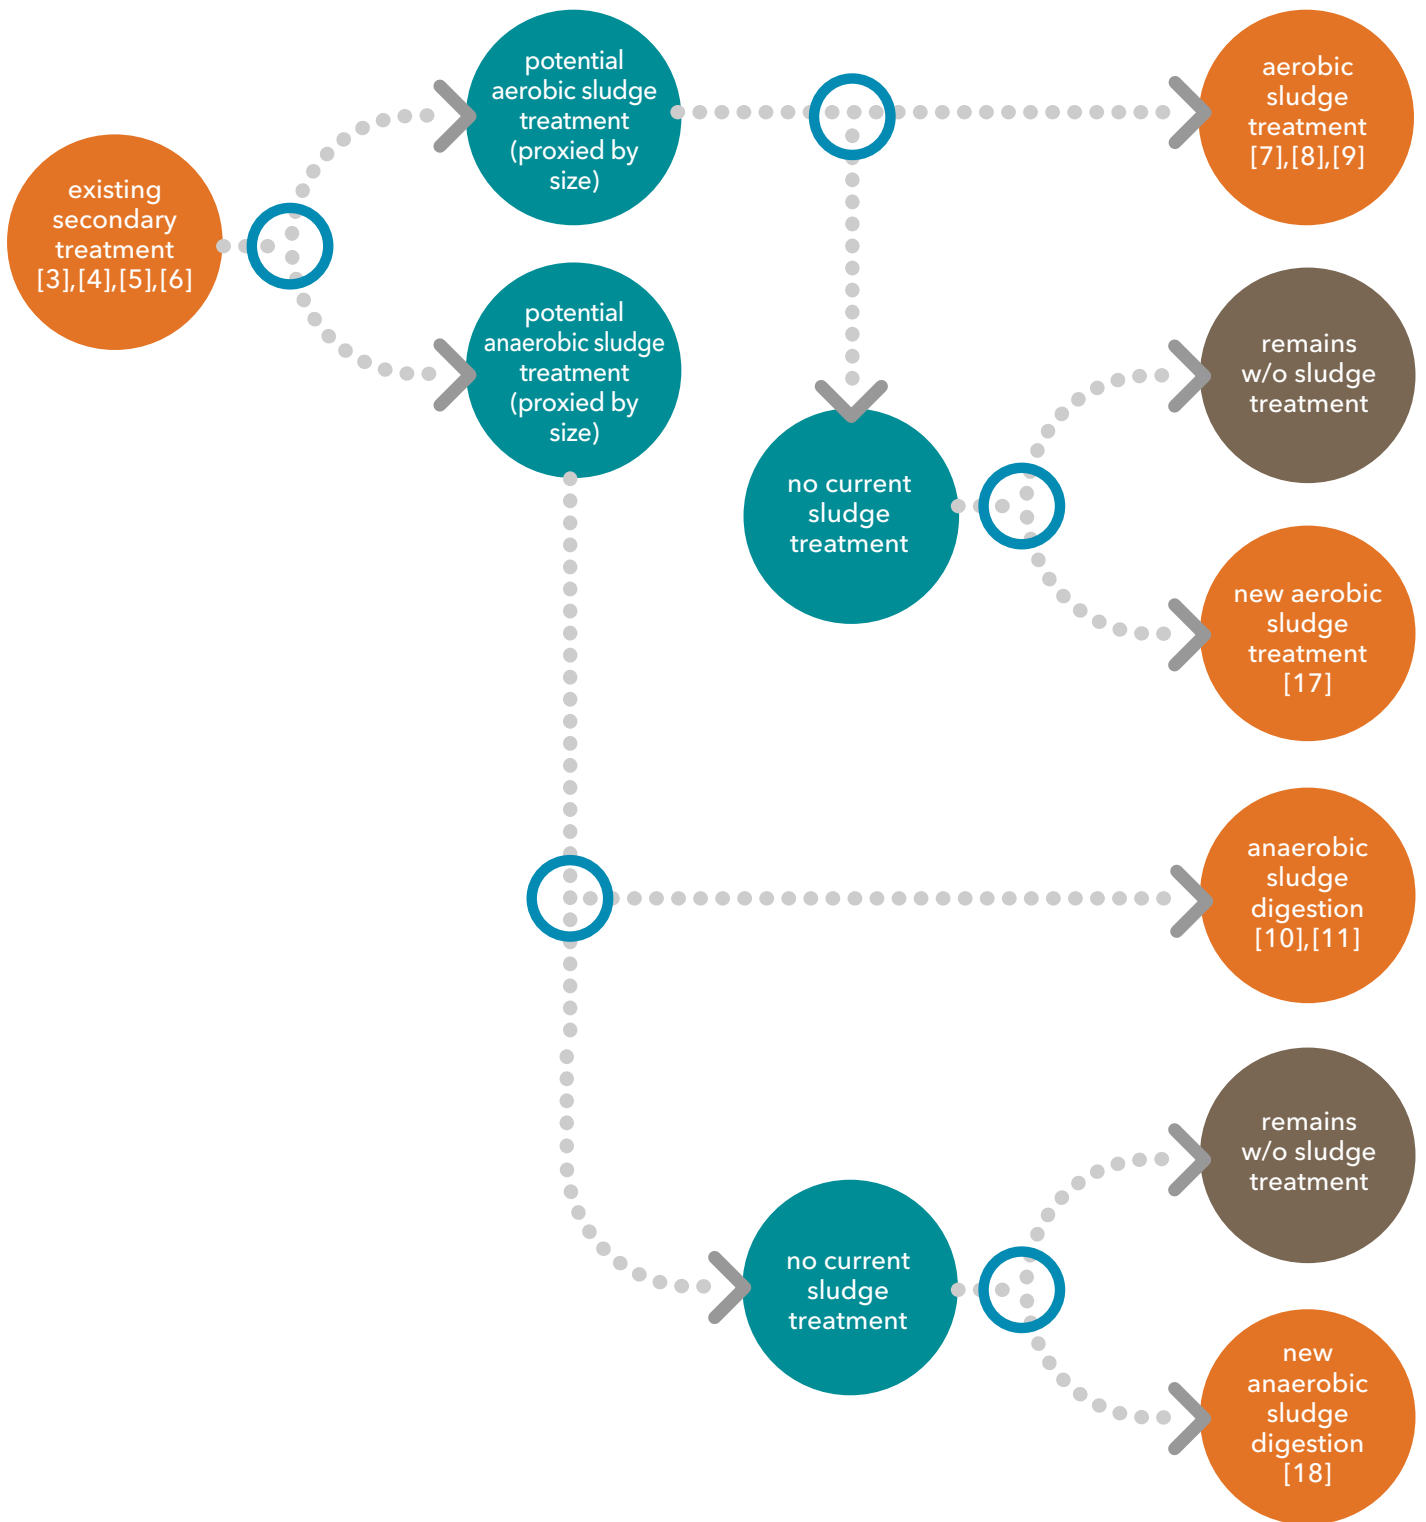 existing
secondary
treatment
[3],[4],[5],[6]
potential
aerobic sludge
treatment
(proxied by
size)
potential
anaerobic sludge
treatment
(proxied by
size)
aerobic
sludge
treatment
[7],[8],[9]
no current
sludge
treatment
remains
w/o sludge
treatment
new aerobic
sludge
treatment
[17]
anaerobic
sludge
digestion
[10],[11]
no current
sludge
treatment
remains
w/o sludge
treatment
new
anaerobic
sludge
digestion
[18]